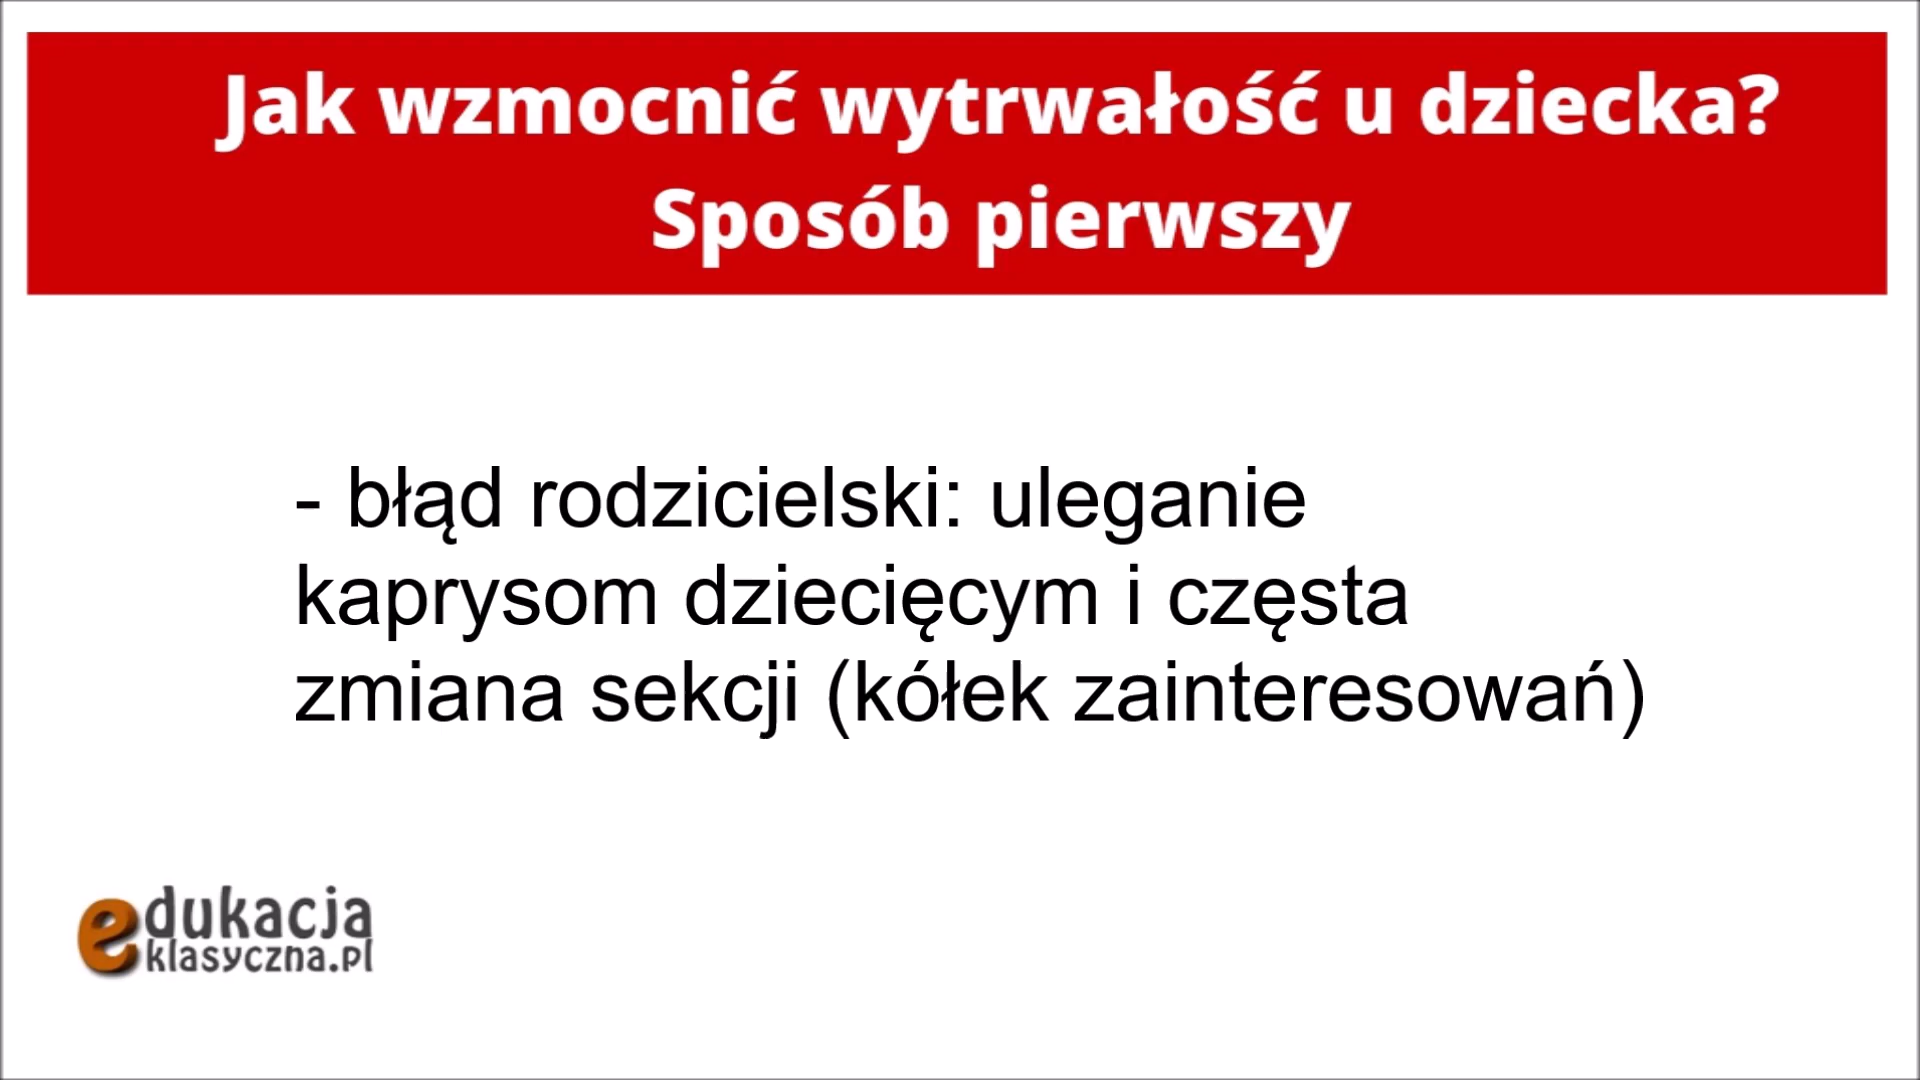 Jak wzmocnić wytrwałość u dziecka?
Sposób pierwszy
- błąd rodzicielski: uleganie
kaprysom dziecięcym i częsta
zmiana sekcji (kółek zainteresowań)
edukacja
klasyczna.pl